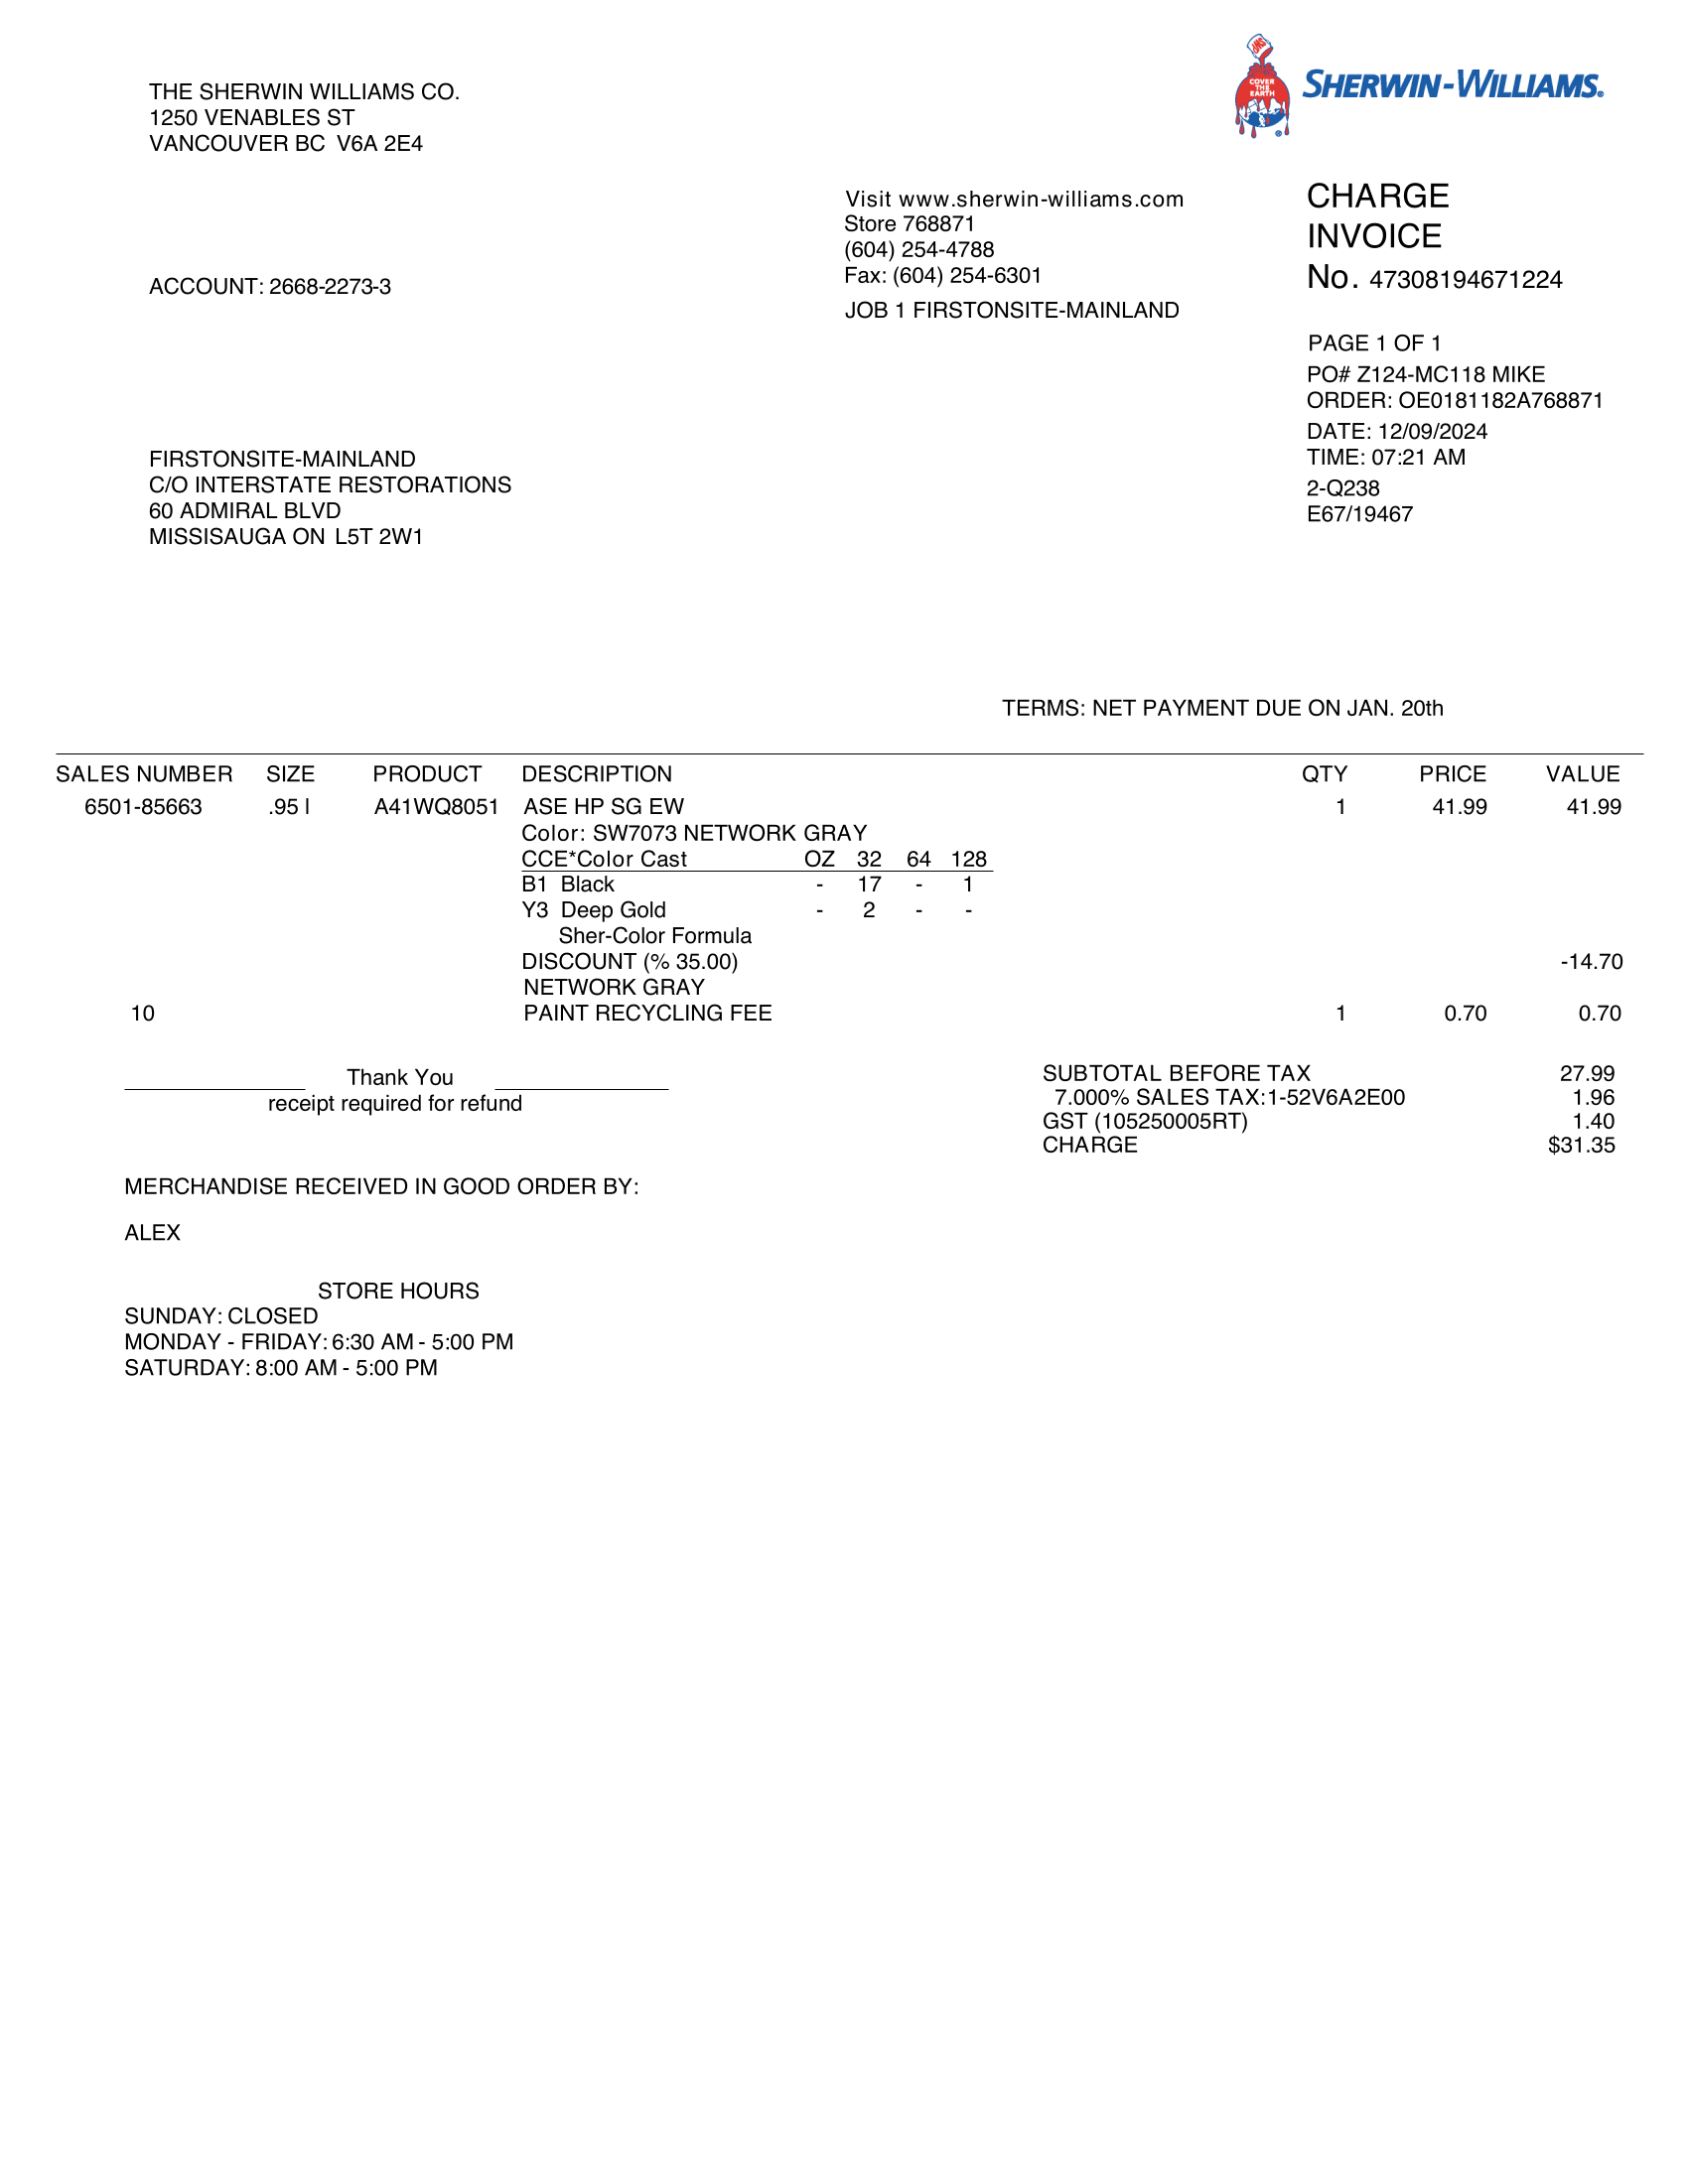 THE SHERWIN WILLIAMS CO.
1250 VENABLES ST
VANCOUVER BC V6A 2E4
SWP
COVER THE EARTH
SHERWIN-WILLIAMS.
Visit www.sherwin-williams.com
Store 768871
(604) 254-4788
Fax: (604) 254-6301
JOB 1 FIRSTONSITE-MAINLAND
CHARGE
INVOICE
No. 47308194671224
ACCOUNT: 2668-2273-3
PAGE 1 OF 1
PO# Z124-MC118 MIKE
ORDER: OE0181182A768871
DATE: 12/09/2024
TIME: 07:21 AM
2-Q238
E67/19467
FIRSTONSITE-MAINLAND
C/O INTERSTATE RESTORATIONS
60 ADMIRAL BLVD
MISSISAUGA ON L5T 2W1
TERMS: NET PAYMENT DUE ON JAN. 20th
SALES NUMBER SIZE PRODUCT DESCRIPTION QTY PRICE VALUE
6501-85663 .95 l A41WQ8051 ASE HP SG EW 1 41.99 41.99
Color: SW7073 NETWORK GRAY
CCE*Color Cast OZ 32 64 128
B1 Black - 17 - 1
Y3 Deep Gold - 2 - -
Sher-Color Formula
DISCOUNT (% 35.00) -14.70
NETWORK GRAY
10 PAINT RECYCLING FEE 1 0.70 0.70
Thank You
receipt required for refund
SUBTOTAL BEFORE TAX 27.99
7.000% SALES TAX:1-52V6A2E00 1.96
GST (105250005RT) 1.40
CHARGE $31.35
MERCHANDISE RECEIVED IN GOOD ORDER BY:
ALEX
STORE HOURS
SUNDAY: CLOSED
MONDAY - FRIDAY: 6:30 AM - 5:00 PM
SATURDAY: 8:00 AM - 5:00 PM